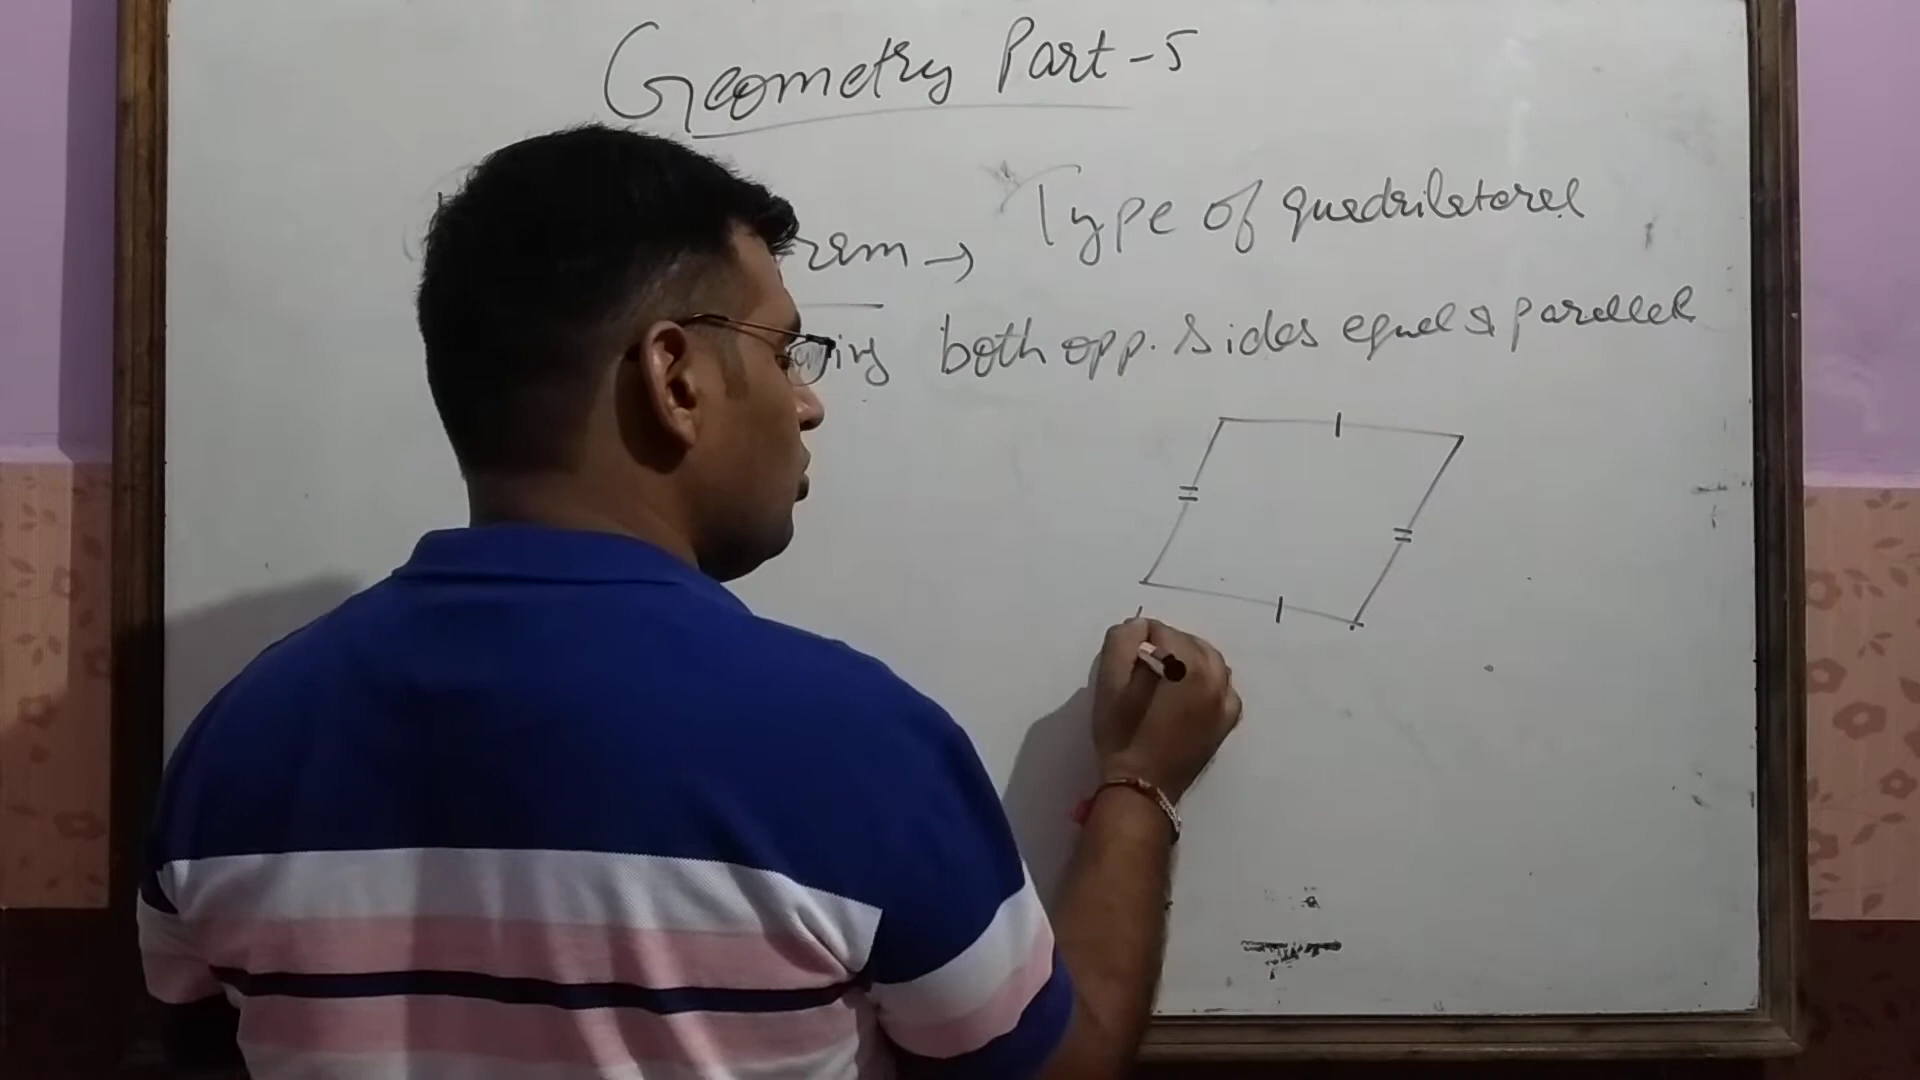 Geometry Part-5
→ Type of quadrilateral
both opp. sides equal & parallel